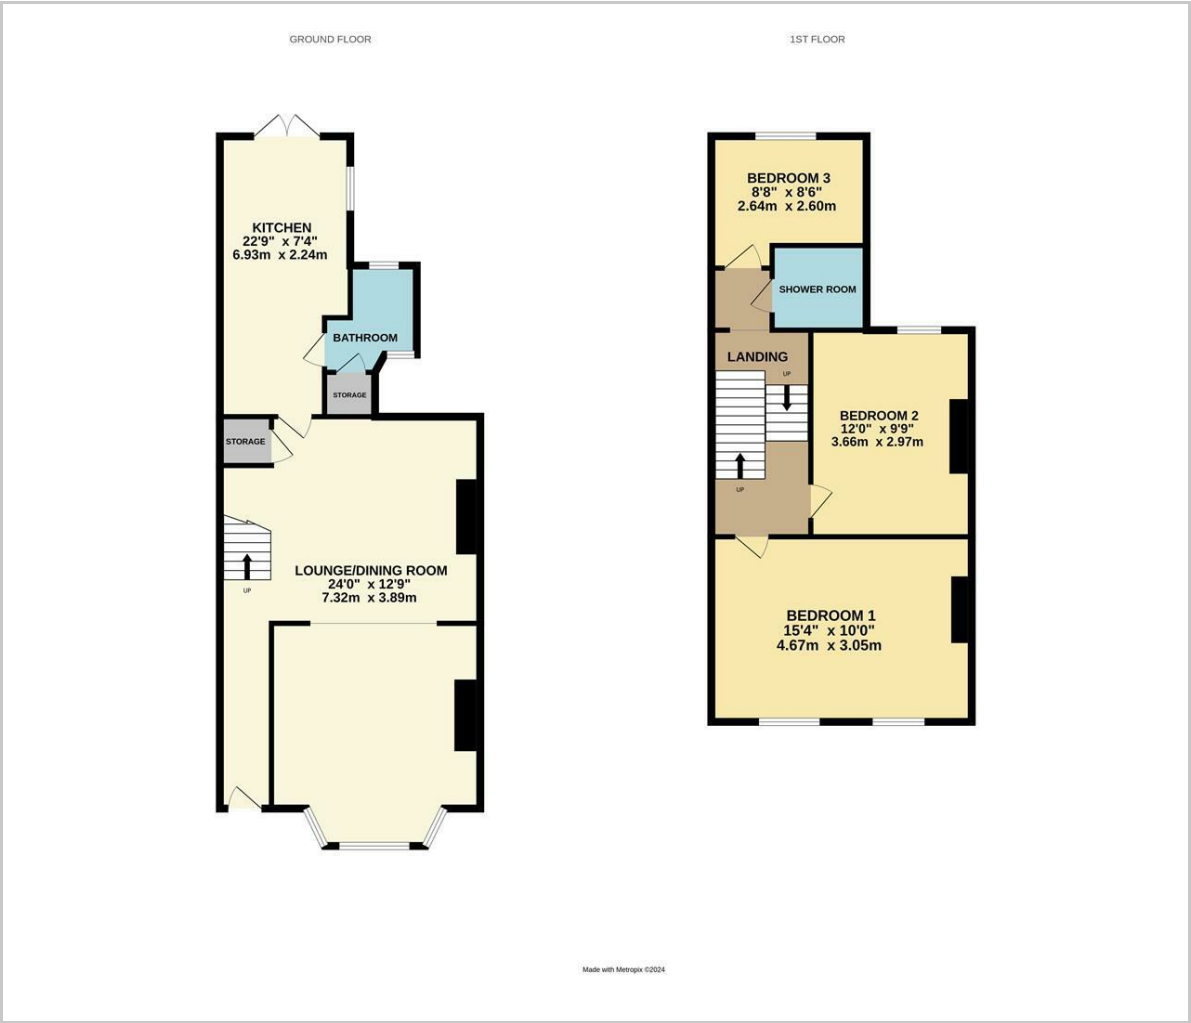 GROUND FLOOR
1ST FLOOR
KITCHEN
22'9" x 7'4"
6.93m x 2.24m
BATHROOM
STORAGE
STORAGE
UP
LOUNGE/DINING ROOM
24'0" x 12'9"
7.32m x 3.89m
BEDROOM 3
8'8" x 8'6"
2.64m x 2.60m
SHOWER ROOM
LANDING
UP
UP
BEDROOM 2
12'0" x 9'9"
3.66m x 2.97m
BEDROOM 1
15'4" x 10'0"
4.67m x 3.05m
Made with Metropix ©2024